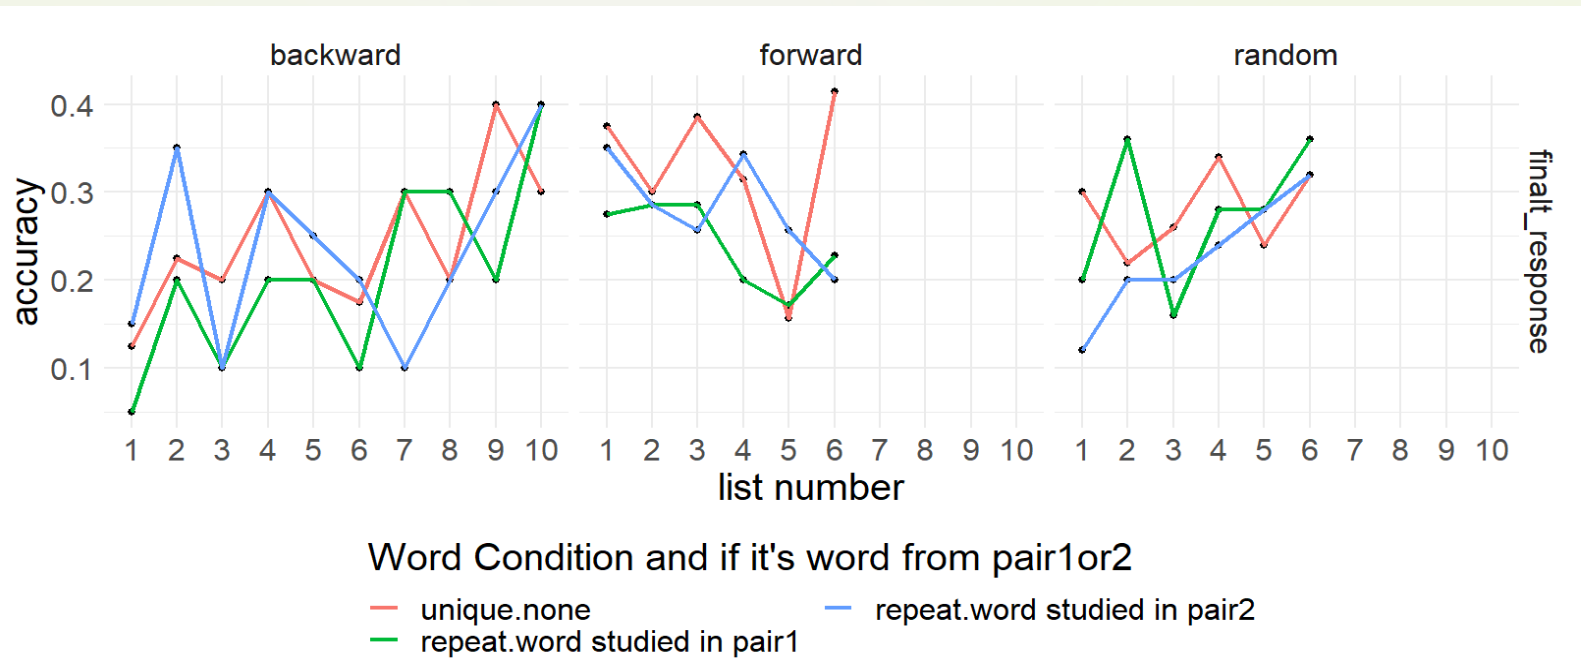 backward forward random
0.4
0.3
0.2
0.1
accuracy
finalt_response
1 2 3 4 5 6 7 8 9 10 1 2 3 4 5 6 7 8 9 10 1 2 3 4 5 6 7 8 9 10
list number
Word Condition and if it's word from pair1or2
unique.none repeat.word studied in pair2
repeat.word studied in pair1